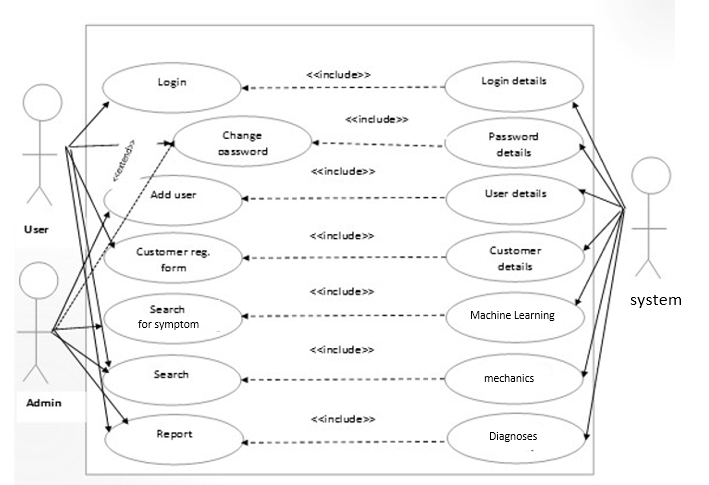 <<include>>
Login
Login details
<<include>>
Change
password
Password
details
<<extend>>
<<include>>
Add user
User details
User
<<include>>
Customer reg.
form
Customer
details
<<include>>
Search
for symptom
Machine Learning
system
<<include>>
Search
mechanics
Admin
<<include>>
Report
Diagnoses